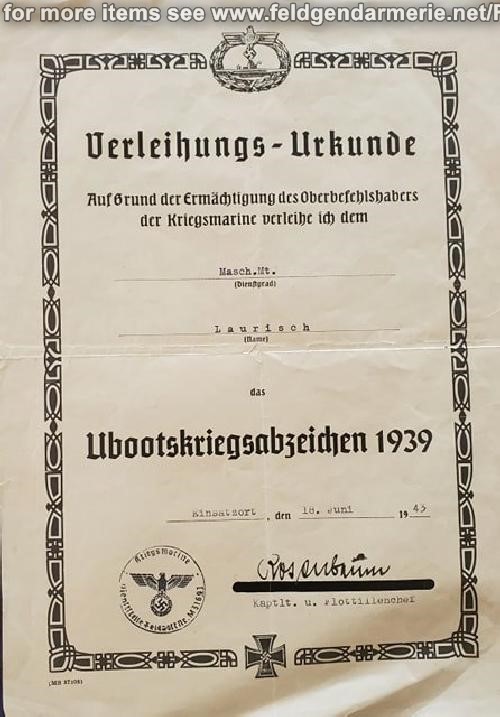 for more items see www.feldgendarmerie.net/F
Verleihungs-Urkunde
Auf Grund der Ermächtigung des Oberbefehlshabers
der Kriegsmarine verleihe ich dem
Masch.Mt.
(Dienstgrad)
Laurisch
(Name)
das
Ubootskriegsabzeichen 1939
Einsatzort, den 18. Juni 1943
Kriegsmarine
Rosenbaum
Kaptlt. u. Flottillenchef